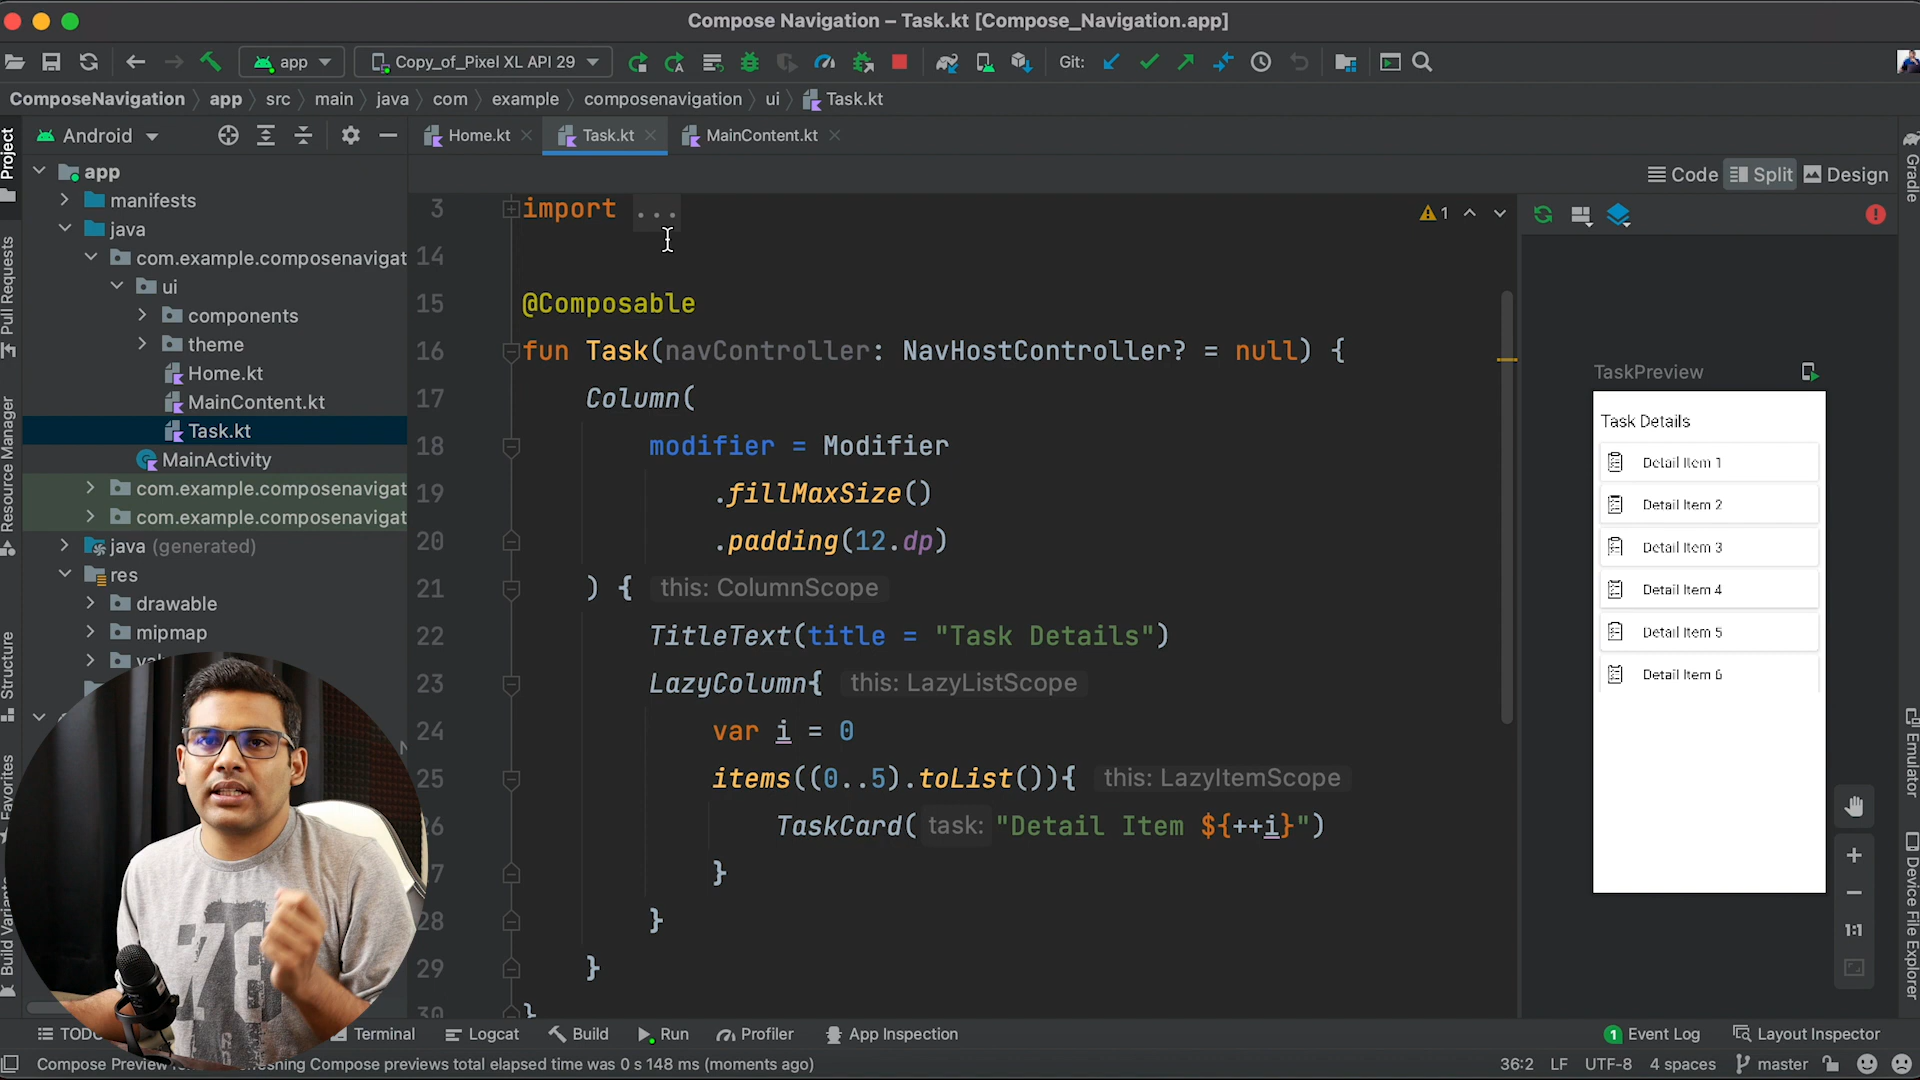 Compose Navigation – Task.kt [Compose_Navigation.app]
app
Copy_of_Pixel XL API 29
Git:
ComposeNavigation
app
src
main
java
com
example
composenavigation
ui
Task.kt
Project
Pull Requests
Resource Manager
Structure
Favorites
Android
app
manifests
java
com.example.composenavigat
ui
components
theme
Home.kt
MainContent.kt
Task.kt
MainActivity
com.example.composenavigat
com.example.composenavigat
java (generated)
res
drawable
mipmap
Home.kt
Task.kt
MainContent.kt
Code
Split
Design
1
3 import ...
14
15 @Composable
16 fun Task(navController: NavHostController? = null) {
17 Column(
18 modifier = Modifier
19 .fillMaxSize()
20 .padding(12.dp)
21 ) { this: ColumnScope
22 TitleText(title = "Task Details")
23 LazyColumn{ this: LazyListScope
24 var i = 0
25 items((0..5).toList()){ this: LazyItemScope
TaskCard( task: "Detail Item ${++i}")
}
28 }
29 }
30 }
TaskPreview
Task Details
Detail Item 1
Detail Item 2
Detail Item 3
Detail Item 4
Detail Item 5
Detail Item 6
1:1
Gradle
Emulator
Device File Explorer
Terminal
Logcat
Build
Run
Profiler
App Inspection
1 Event Log
Layout Inspector
Compose Previews total elapsed time was 0 s 148 ms (moments ago)
36:2
LF
UTF-8
4 spaces
master